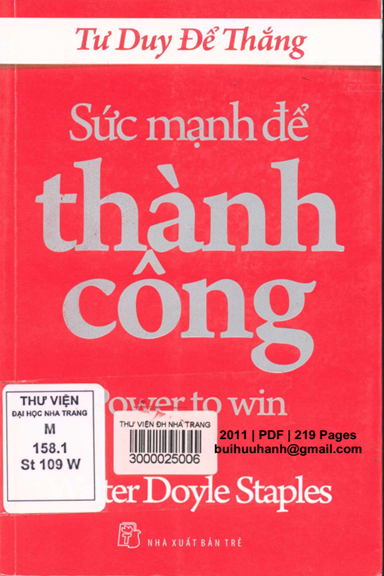 Tư Duy Để Thắng
Sức mạnh để
thành
công
Power to win
THƯ VIỆN
ĐẠI HỌC NHA TRANG
M
158.1
St 109 W
THƯ VIỆN ĐH NHA TRANG
3000025006
2011 | PDF | 219 Pages
buihuuhanh@gmail.com
ter Doyle Staples
NHÀ XUẤT BẢN TRẺ